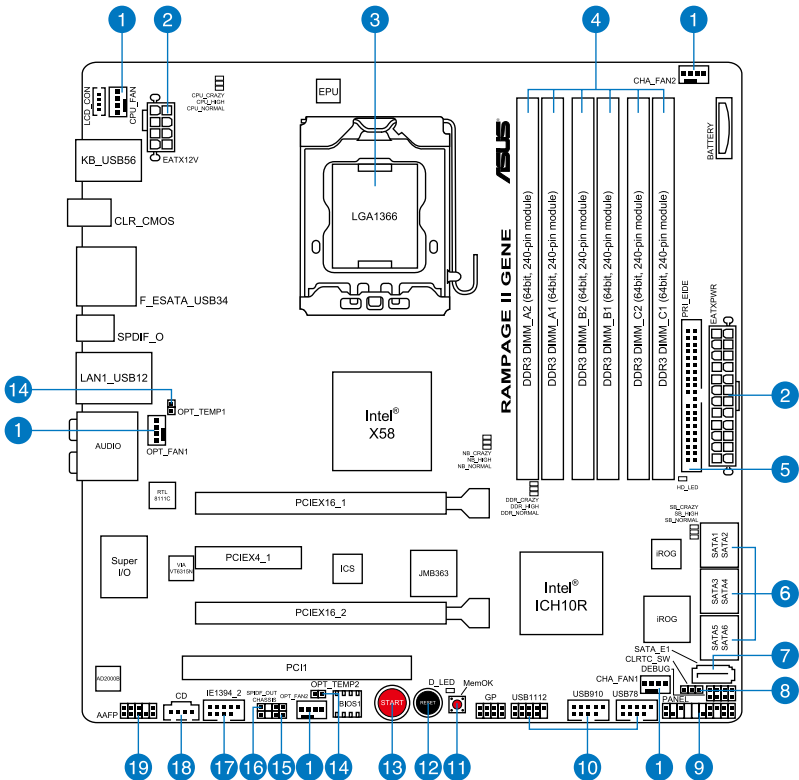 1
2
3
4
1
CHA_FAN2
LCD_CON
CPU_FAN
CPU_CRAZY
CPU_HIGH
CPU_NORMAL
EPU
EATX12V
BATTERY
KB_USB56
CLR_CMOS
LGA1366
F_ESATA_USB34
SPDIF_O
LAN1_USB12
ASUS
RAMPAGE II GENE
DDR3 DIMM_A2 (64bit, 240-pin module)
DDR3 DIMM_A1 (64bit, 240-pin module)
DDR3 DIMM_B2 (64bit, 240-pin module)
DDR3 DIMM_B1 (64bit, 240-pin module)
DDR3 DIMM_C2 (64bit, 240-pin module)
DDR3 DIMM_C1 (64bit, 240-pin module)
PRI_EIDE
EATXPWR
2
14
OPT_TEMP1
1
AUDIO
OPT_FAN1
Intel®
X58
NB_CRAZY
NB_HIGH
NB_NORMAL
5
HD_LED
DDR_CRAZY
DDR_HIGH
DDR_NORMAL
RTL
8111C
PCIEX16_1
SB_CRAZY
SB_HIGH
SB_NORMAL
SATA1
SATA2
Super
I/O
VIA
VT6315N
PCIEX4_1
ICS
JMB363
Intel®
ICH10R
iROG
SATA3
SATA4
6
PCIEX16_2
iROG
SATA5
SATA6
SATA_E1
7
CLRTC_SW
DEBUG
PCI1
AD2000B
CHA_FAN1
8
OPT_TEMP2
D_LED
MemOK
AAFP
CD
IE1394_2
SPDIF_OUT
CHASSIS
OPT_FAN2
BIOS1
START
RESET
GP
USB1112
USB910
USB78
PANEL
19
18
17
16
15
1
14
13
12
11
10
1
9